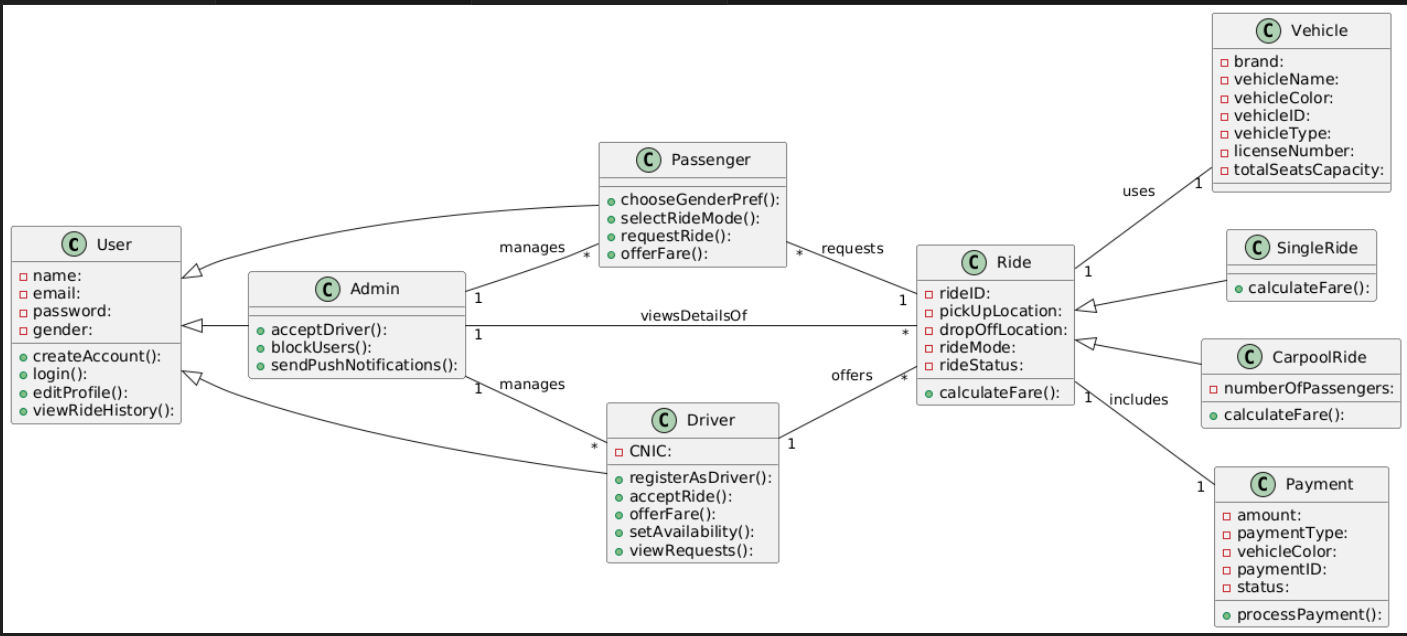 C User
name:
email:
password:
gender:
createAccount():
login():
editProfile():
viewRideHistory():
C Admin
acceptDriver():
blockUsers():
sendPushNotifications():
C Passenger
chooseGenderPref():
selectRideMode():
requestRide():
offerFare():
C Driver
CNIC:
registerAsDriver():
acceptRide():
offerFare():
setAvailability():
viewRequests():
manages
1
*
viewsDetailsOf
1
*
manages
1
*
requests
*
1
offers
1
*
C Ride
rideID:
pickUpLocation:
dropOffLocation:
rideMode:
rideStatus:
calculateFare():
uses
1
1
includes
1
1
C Vehicle
brand:
vehicleName:
vehicleColor:
vehicleID:
vehicleType:
licenseNumber:
totalSeatsCapacity:
C SingleRide
calculateFare():
C CarpoolRide
numberOfPassengers:
calculateFare():
C Payment
amount:
paymentType:
vehicleColor:
paymentID:
status:
processPayment():